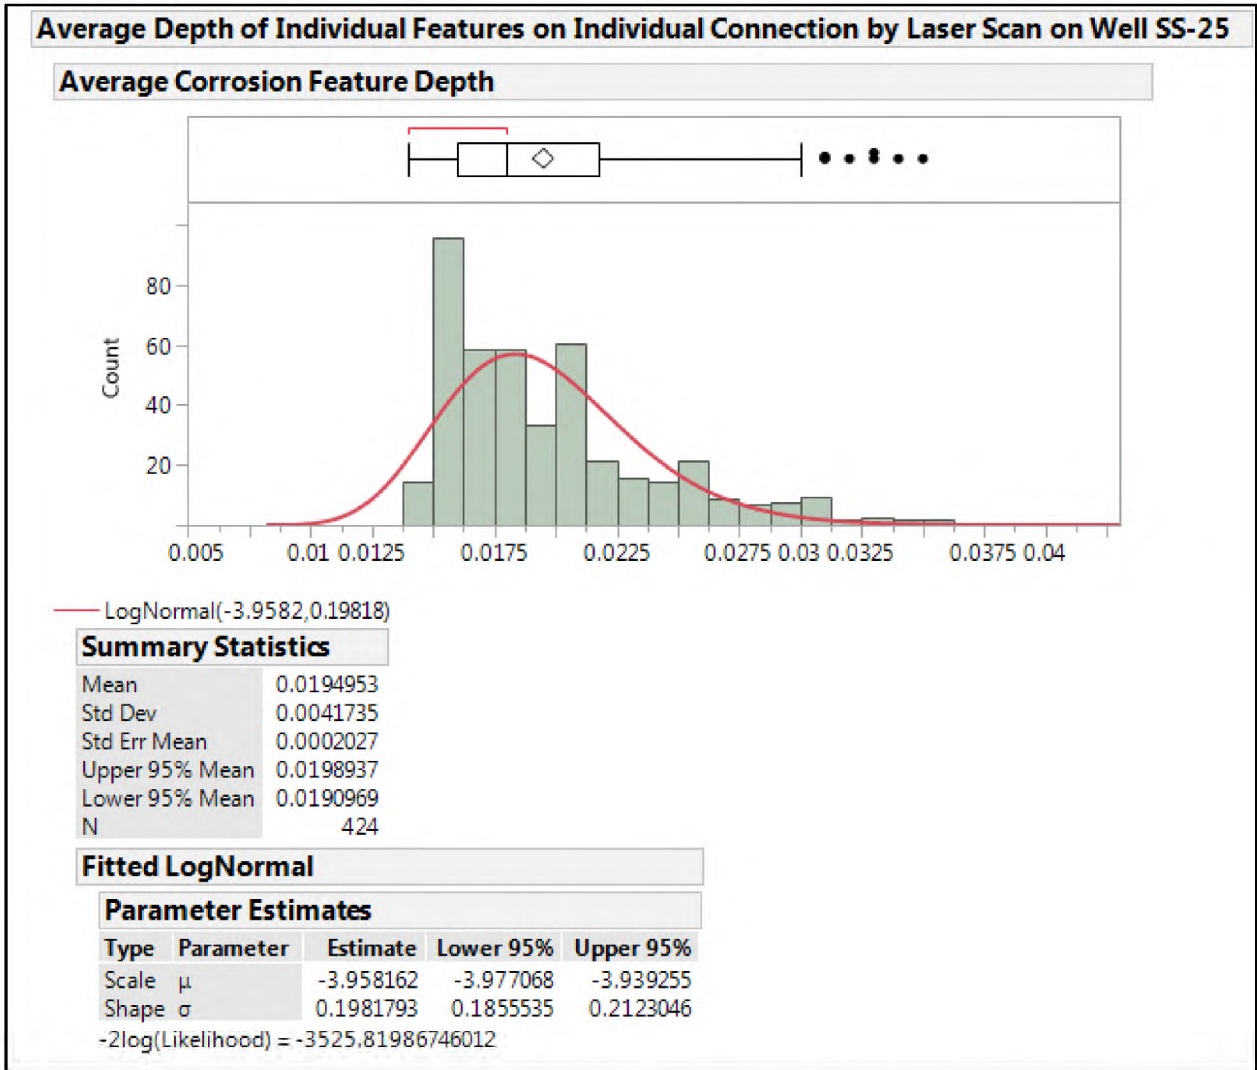 Average Depth of Individual Features on Individual Connection by Laser Scan on Well SS-25
Average Corrosion Feature Depth
80
60
40
20
Count
0.005 0.01 0.0125 0.0175 0.0225 0.0275 0.03 0.0325 0.0375 0.04
LogNormal(-3.9582,0.19818)
Summary Statistics
Mean 0.0194953
Std Dev 0.0041735
Std Err Mean 0.0002027
Upper 95% Mean 0.0198937
Lower 95% Mean 0.0190969
N 424
Fitted LogNormal
Parameter Estimates
Type Parameter Estimate Lower 95% Upper 95%
Scale μ -3.958162 -3.977068 -3.939255
Shape σ 0.1981793 0.1855535 0.2123046
-2log(Likelihood) = -3525.81986746012